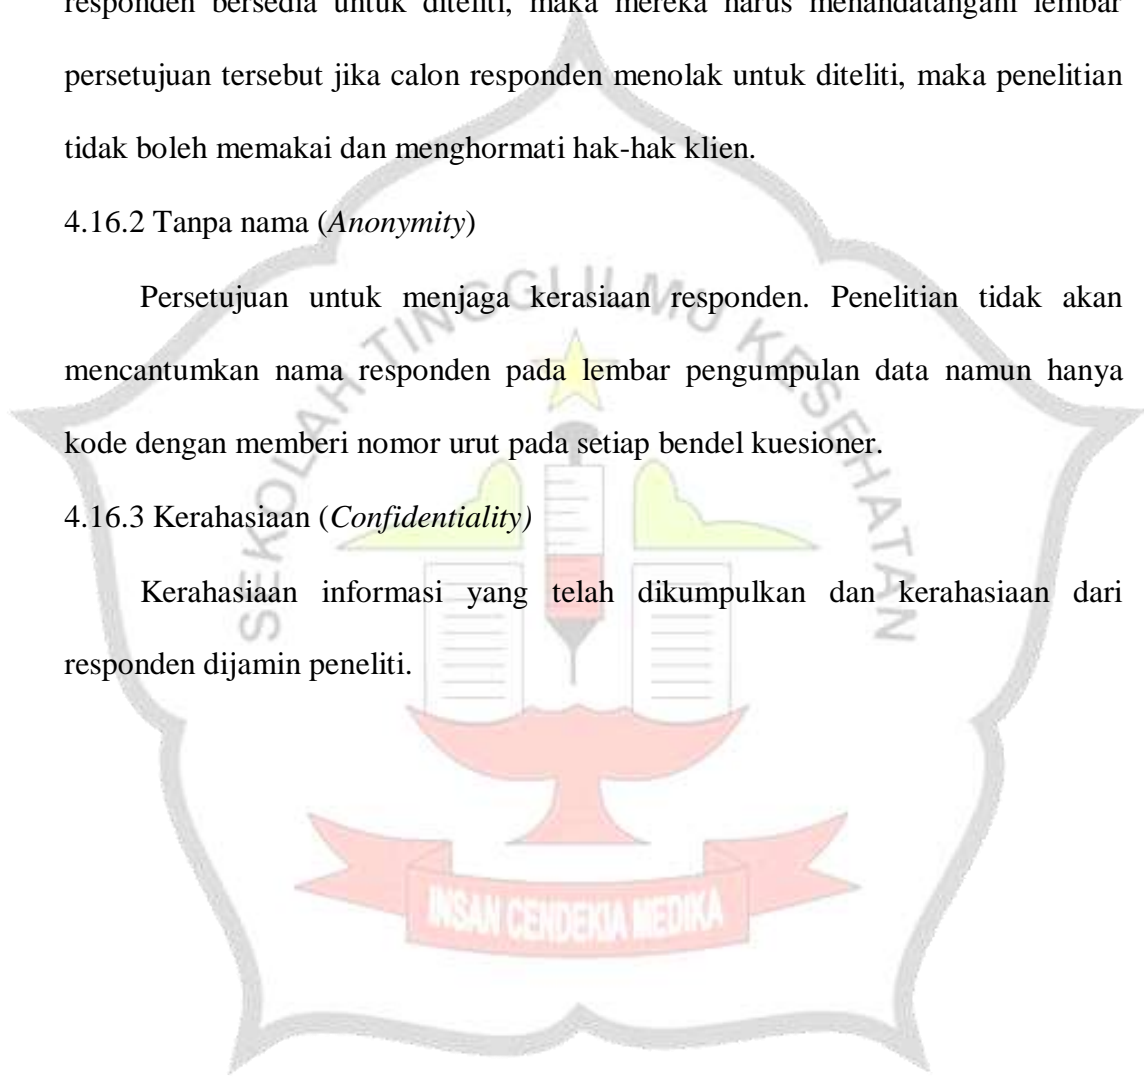 responden bersedia untuk diteliti, maka mereka harus menandatangani lembar
persetujuan tersebut jika calon responden menolak untuk diteliti, maka penelitian
tidak boleh memakai dan menghormati hak-hak klien.
4.16.2 Tanpa nama (Anonymity)
Persetujuan untuk menjaga kerasiaan responden. Penelitian tidak akan
mencantumkan nama responden pada lembar pengumpulan data namun hanya
kode dengan memberi nomor urut pada setiap bendel kuesioner.
4.16.3 Kerahasiaan (Confidentiality)
Kerahasiaan informasi yang telah dikumpulkan dan kerahasiaan dari
responden dijamin peneliti.
SEKOLAH TINGGI ILMU KESEHATAN
INSAN CENDEKIA MEDIKA